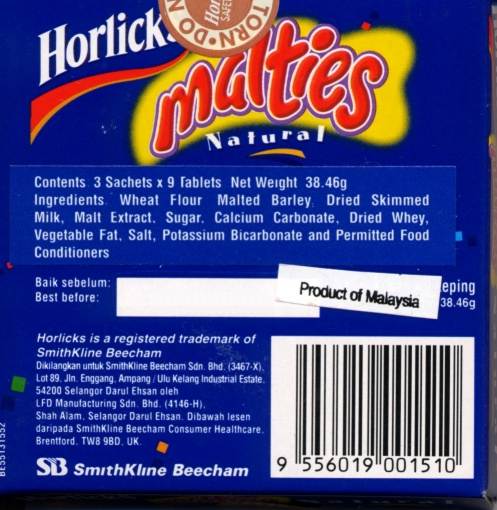 Horlicks
TORN · DO N
Hor
SAFET
malties
Natural
Contents 3 Sachets x 9 Tablets Net Weight 38.46g
Ingredients Wheat Flour Malted Barley, Dried Skimmed
Milk, Malt Extract, Sugar, Calcium Carbonate, Dried Whey,
Vegetable Fat, Salt, Potassium Bicarbonate and Permitted Food
Conditioners
Baik sebelum:
Best before:
Product of Malaysia
eping
38.46g
Horlicks is a registered trademark of
SmithKline Beecham
Dikilangkan untuk SmithKline Beecham Sdn. Bhd. (3467-X),
Lot 89, Jln. Enggang, Ampang / Ulu Kelang Industrial Estate,
54200 Selangor Darul Ehsan oleh
LFD Manufacturing Sdn. Bhd. (4146-H),
Shah Alam, Selangor Darul Ehsan. Dibawah lesen
daripada SmithKline Beecham Consumer Healthcare,
Brentford, TW8 9BD, UK.
SB SmithKline Beecham
9 556019 001510
BE55131552